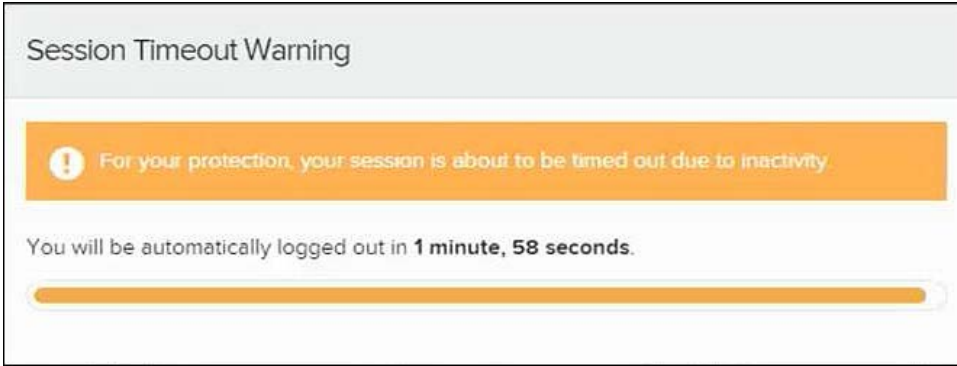 Session Timeout Warning
For your protection, your session is about to be timed out due to inactivity.
You will be automatically logged out in 1 minute, 58 seconds.